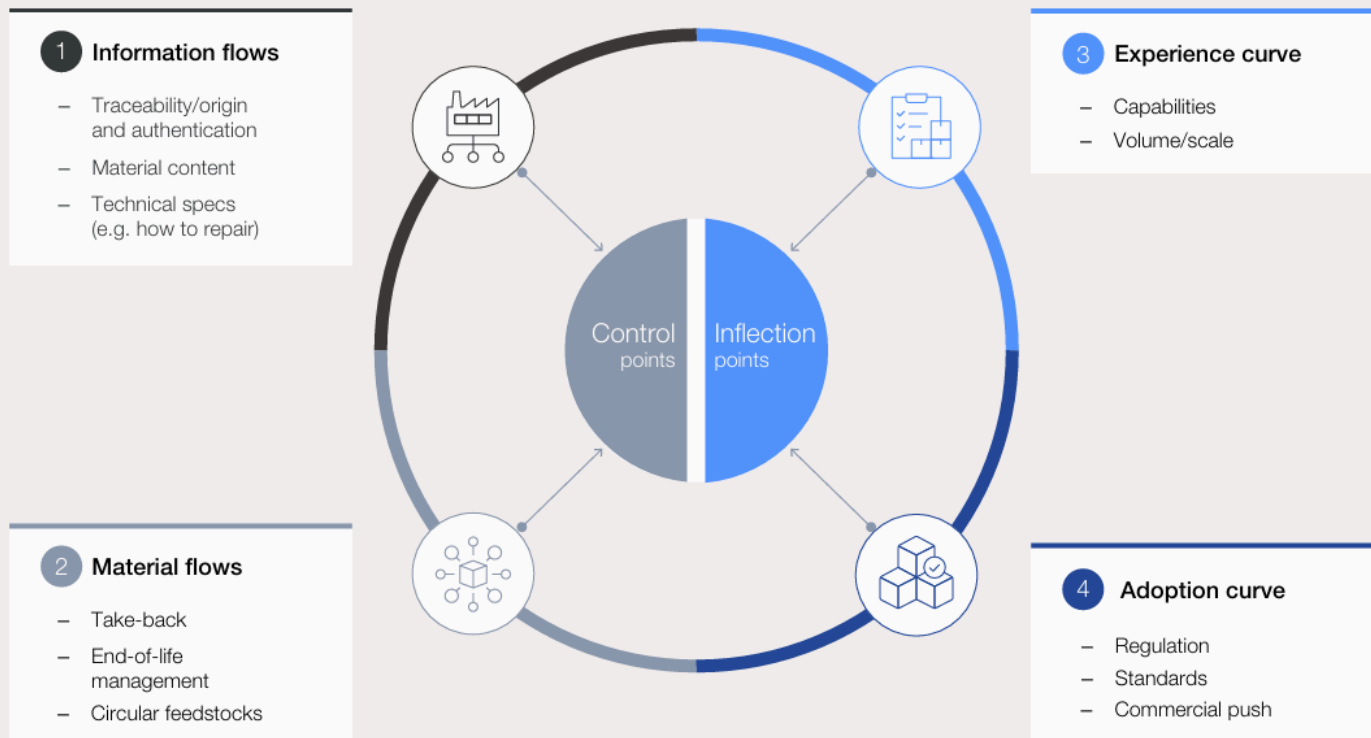 1 Information flows
– Traceability/origin
and authentication
– Material content
– Technical specs
(e.g. how to repair)
2 Material flows
– Take-back
– End-of-life
management
– Circular feedstocks
Control
points
Inflection
points
3 Experience curve
– Capabilities
– Volume/scale
4 Adoption curve
– Regulation
– Standards
– Commercial push